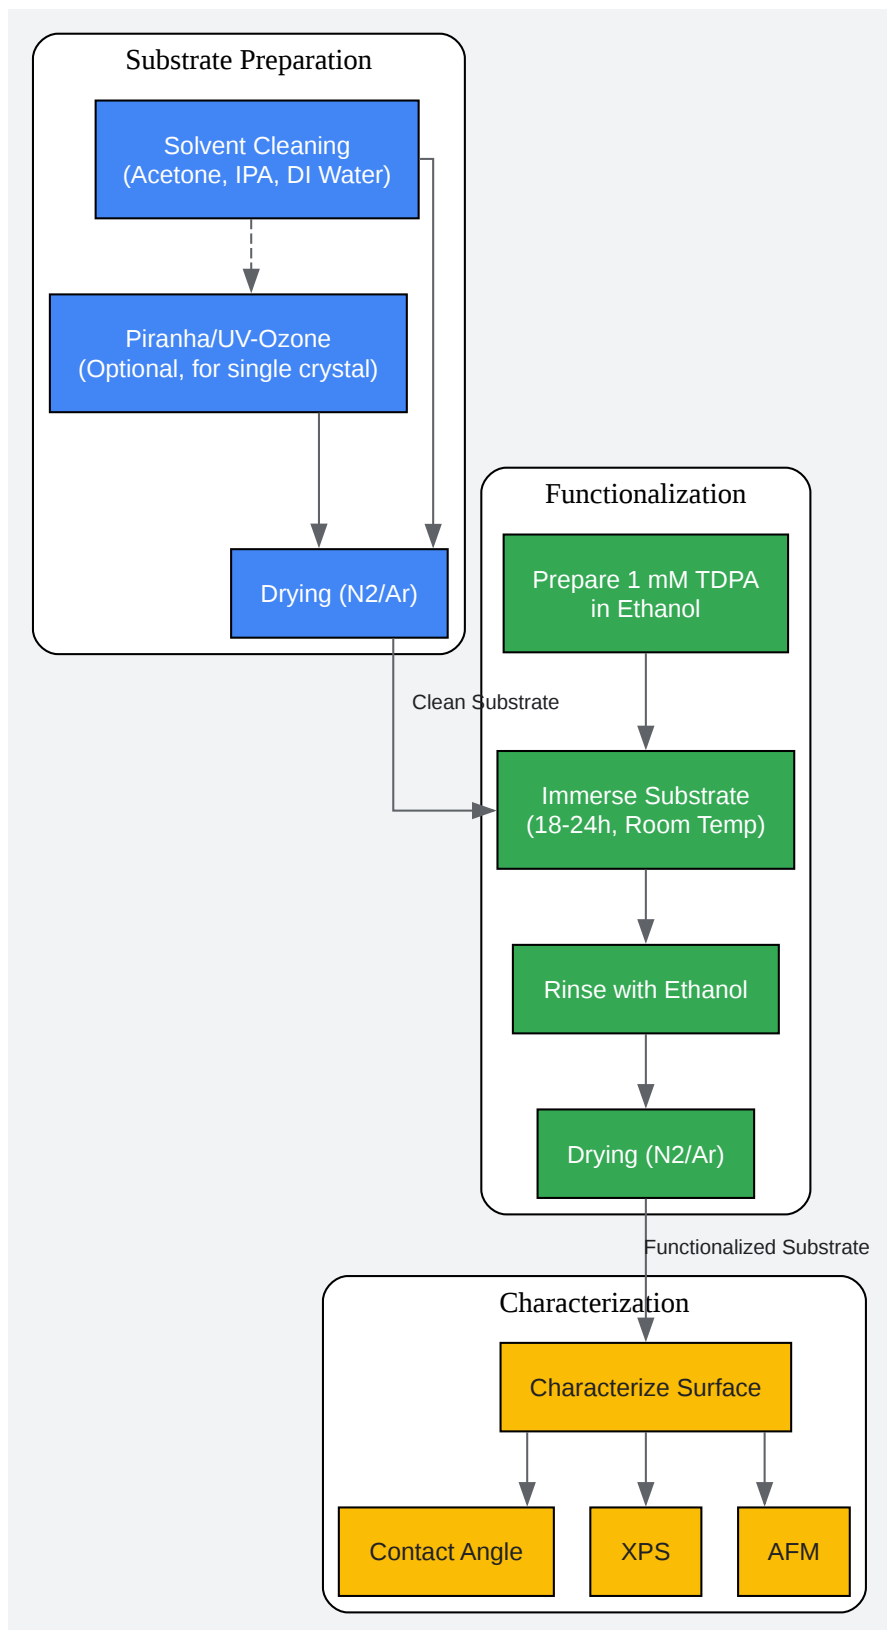 Substrate Preparation
Solvent Cleaning
(Acetone, IPA, DI Water)
Piranha/UV-Ozone
(Optional, for single crystal)
Drying (N2/Ar)
Clean Substrate
Functionalization
Prepare 1 mM TDPA
in Ethanol
Immerse Substrate
(18-24h, Room Temp)
Rinse with Ethanol
Drying (N2/Ar)
Functionalized Substrate
Characterization
Characterize Surface
Contact Angle
XPS
AFM